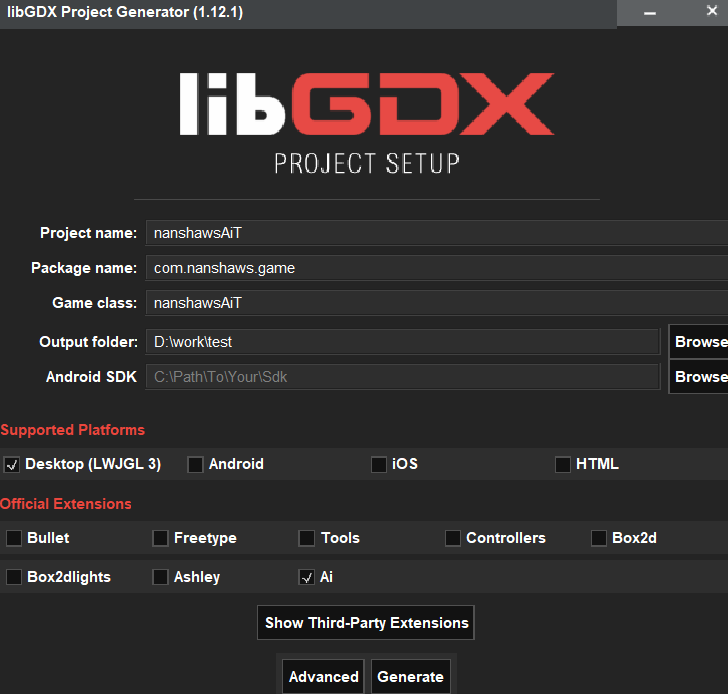 libGDX Project Generator (1.12.1)
libGDX
PROJECT SETUP
Project name: nanshawsAiT
Package name: com.nanshaws.game
Game class: nanshawsAiT
Output folder: D:\work\test Browse
Android SDK C:\Path\To\Your\Sdk Browse
Supported Platforms
Desktop (LWJGL 3) Android iOS HTML
Official Extensions
Bullet Freetype Tools Controllers Box2d
Box2dlights Ashley Ai
Show Third-Party Extensions
Advanced Generate